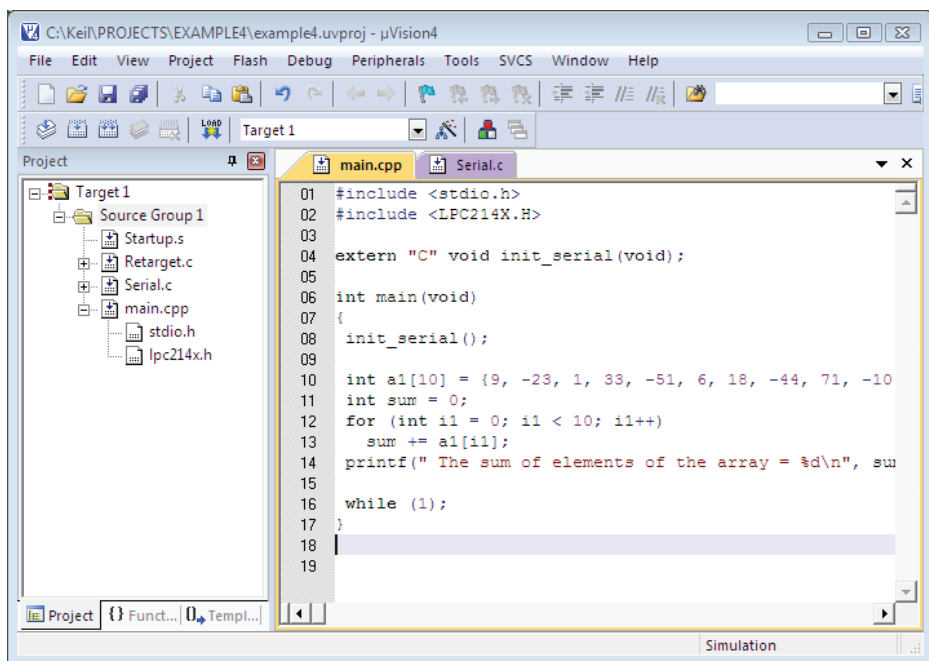 C:\Keil\PROJECTS\EXAMPLE4\example4.uvproj - µVision4
File Edit View Project Flash Debug Peripherals Tools SVCS Window Help
LOAD
Target 1
Project
main.cpp
Serial.c
Target 1
Source Group 1
Startup.s
Retarget.c
Serial.c
main.cpp
stdio.h
lpc214x.h
01 #include <stdio.h>
02 #include <LPC214X.H>
03
04 extern "C" void init_serial(void);
05
06 int main(void)
07 {
08 init_serial();
09
10 int a1[10] = {9, -23, 1, 33, -51, 6, 18, -44, 71, -10
11 int sum = 0;
12 for (int i1 = 0; i1 < 10; i1++)
13 sum += a1[i1];
14 printf(" The sum of elements of the array = %d\n", su
15
16 while (1);
17 }
18
19
Project {} Funct... 0 Templ...
Simulation